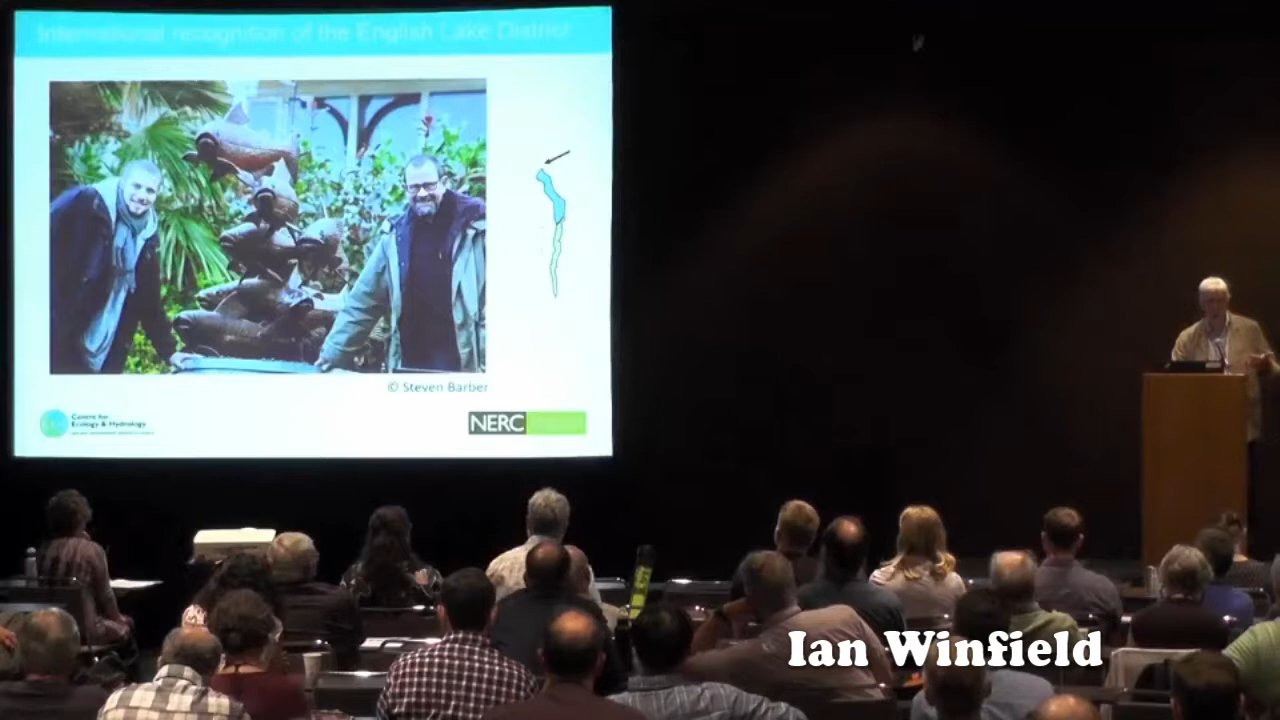 International recognition of the English Lake District
© Steven Barber
Centre for
Ecology & Hydrology
NERC
Ian Winfield